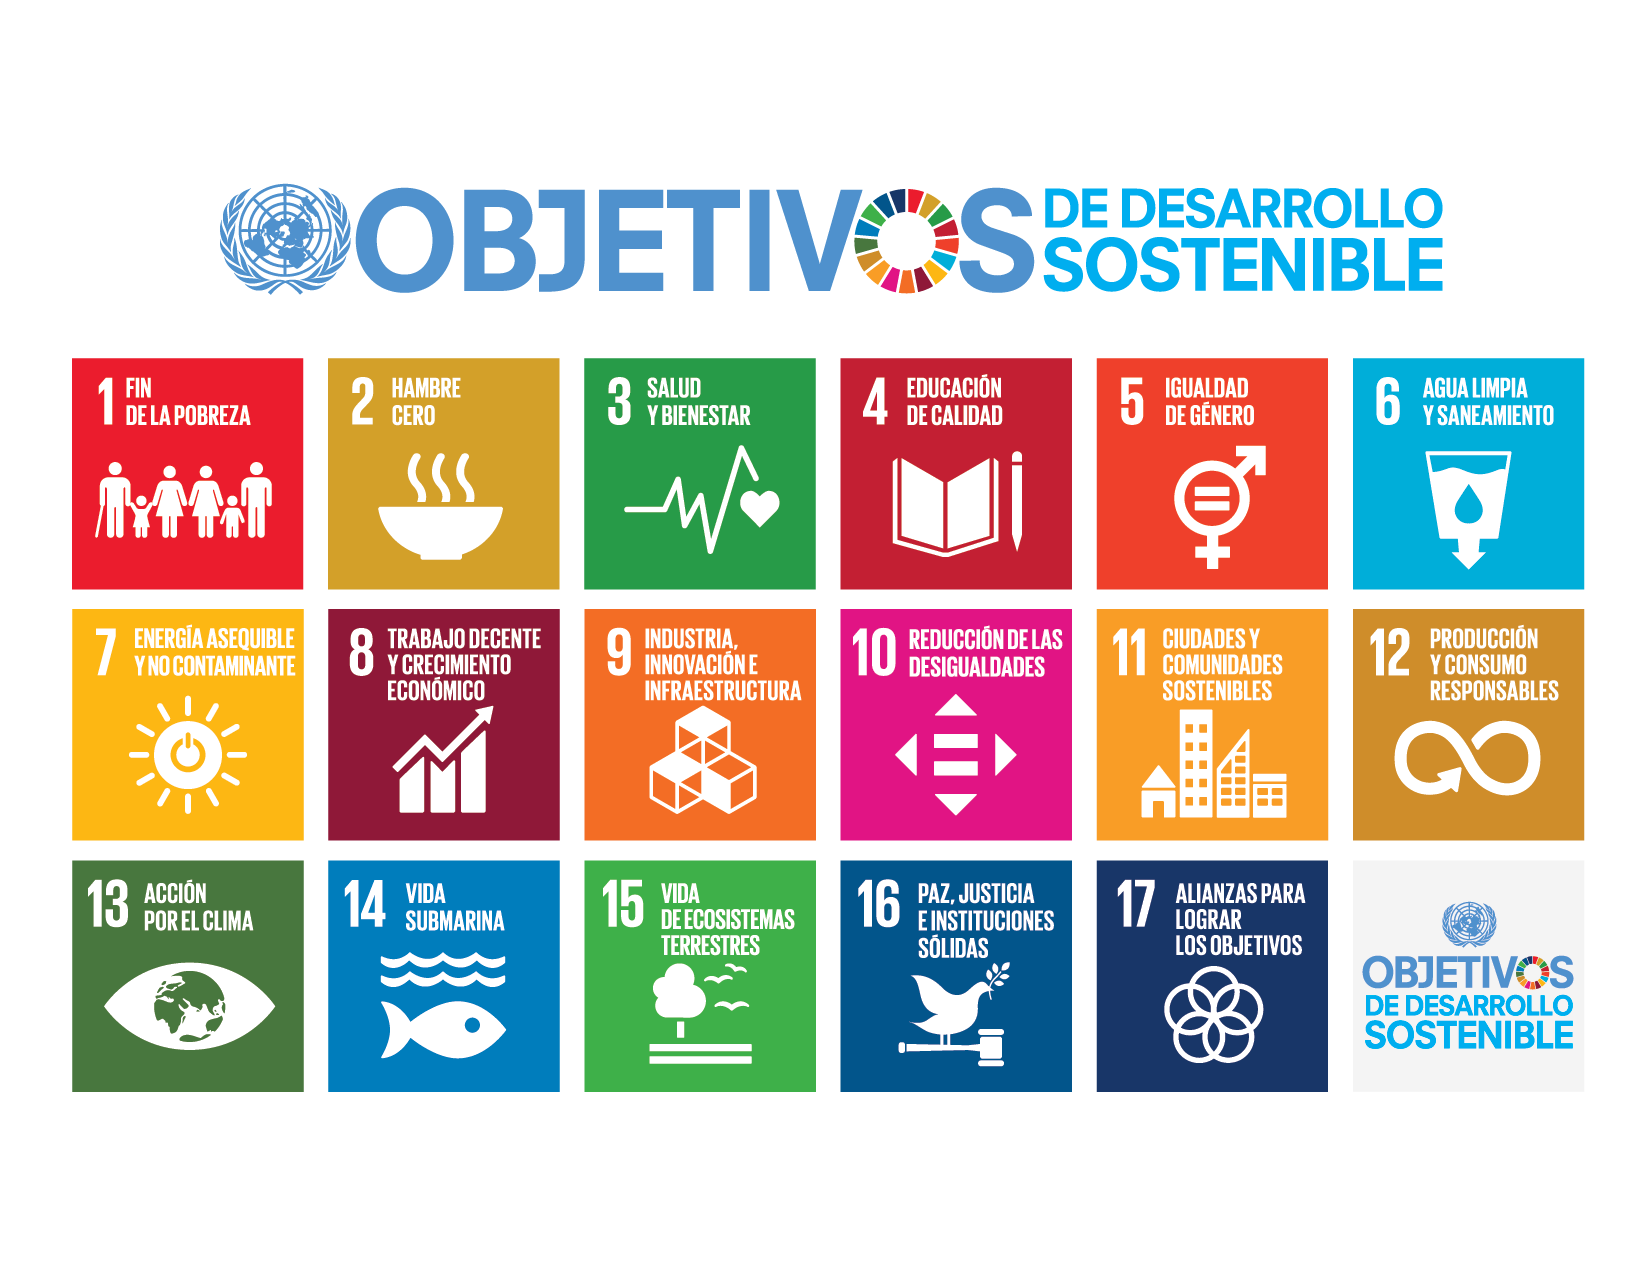 OBJETIVOS
DE DESARROLLO
SOSTENIBLE
1 FIN
DE LA POBREZA
2 HAMBRE
CERO
3 SALUD
Y BIENESTAR
4 EDUCACIÓN
DE CALIDAD
5 IGUALDAD
DE GÉNERO
6 AGUA LIMPIA
Y SANEAMIENTO
7 ENERGÍA ASEQUIBLE
Y NO CONTAMINANTE
8 TRABAJO DECENTE
Y CRECIMIENTO
ECONÓMICO
9 INDUSTRIA,
INNOVACIÓN E
INFRAESTRUCTURA
10 REDUCCIÓN DE LAS
DESIGUALDADES
11 CIUDADES Y
COMUNIDADES
SOSTENIBLES
12 PRODUCCIÓN
Y CONSUMO
RESPONSABLES
13 ACCIÓN
POR EL CLIMA
14 VIDA
SUBMARINA
15 VIDA
DE ECOSISTEMAS
TERRESTRES
16 PAZ, JUSTICIA
E INSTITUCIONES
SÓLIDAS
17 ALIANZAS PARA
LOGRAR
LOS OBJETIVOS
OBJETIVOS
DE DESARROLLO
SOSTENIBLE